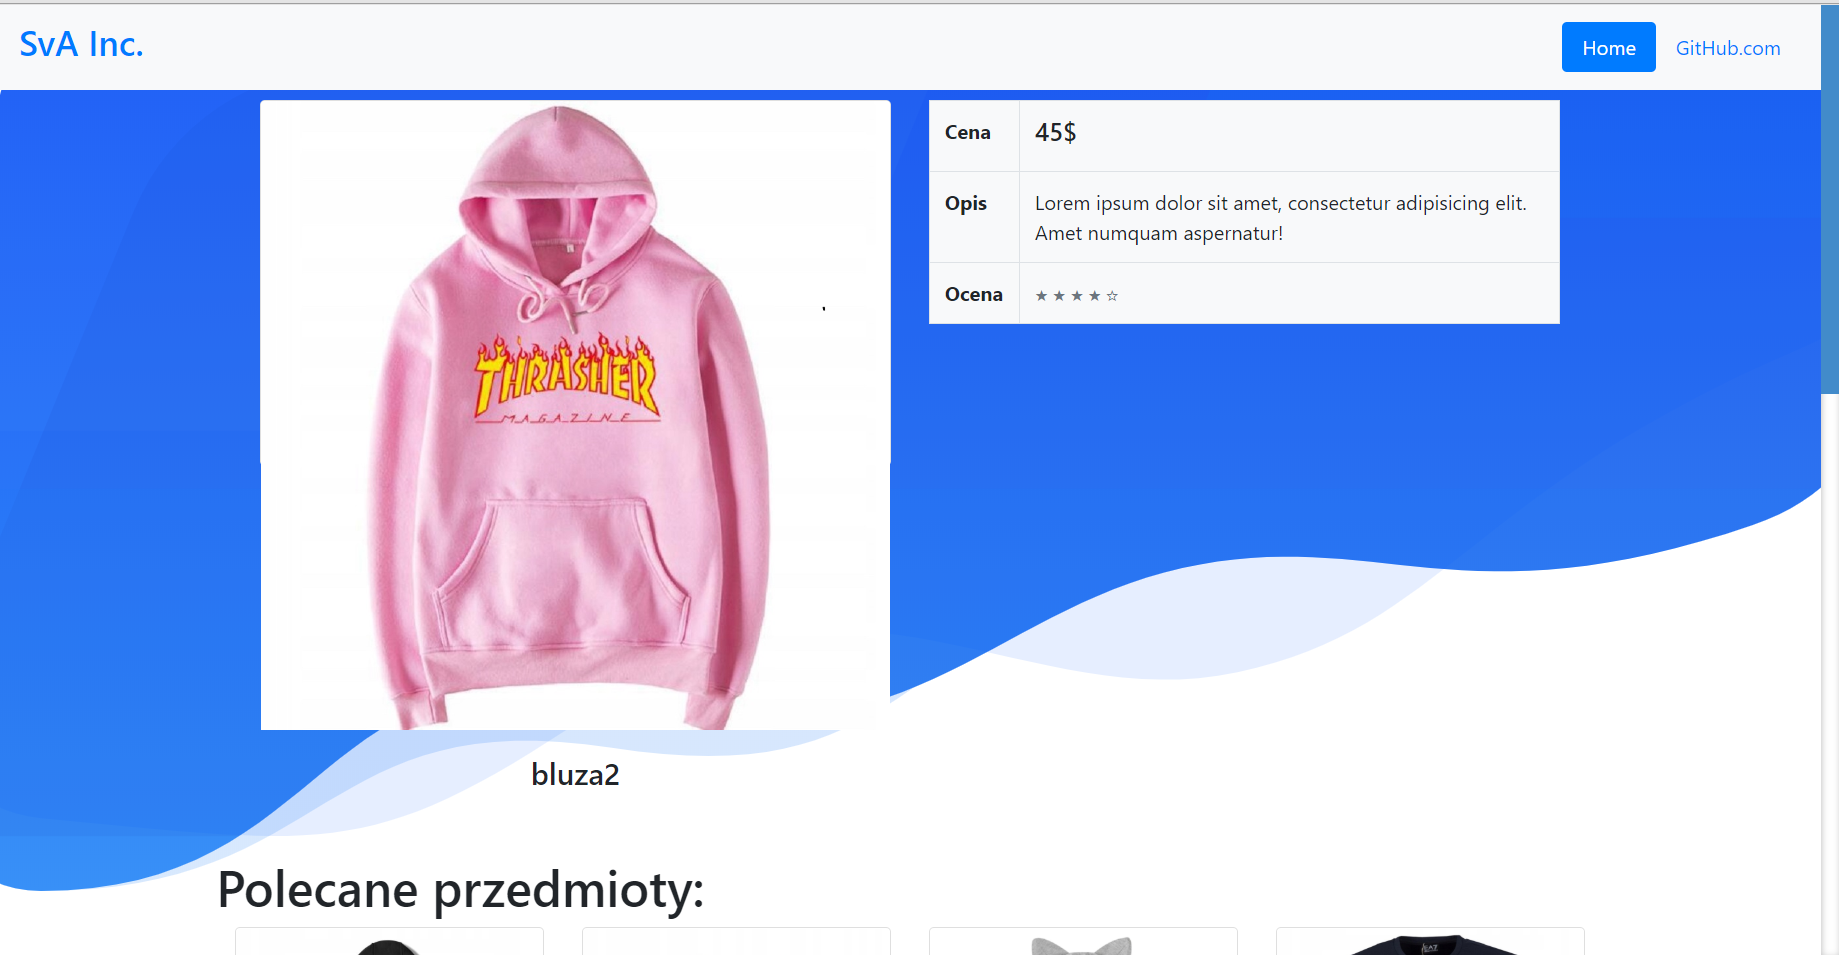 SvA Inc.
Home
GitHub.com
THRASHER
MAGAZINE
Cena
45$
Opis
Lorem ipsum dolor sit amet, consectetur adipisicing elit.
Amet numquam aspernatur!
Ocena
★ ★ ★ ★ ☆
bluza2
Polecane przedmioty: